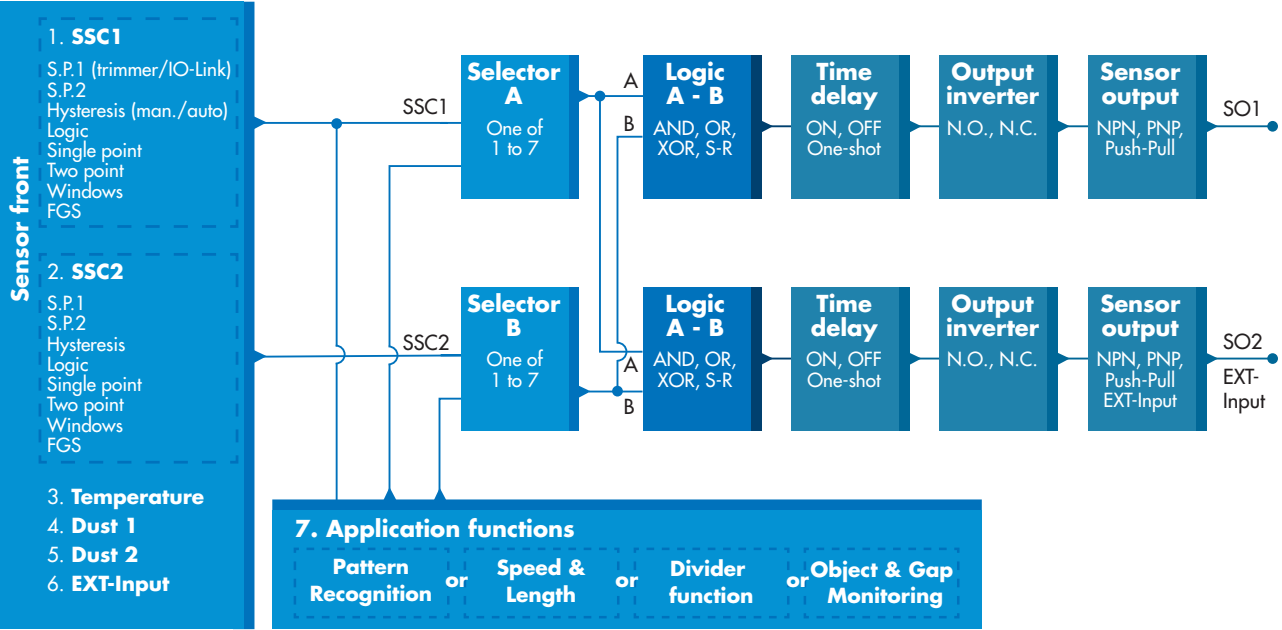 Sensor front
1. SSC1
S.P.1 (trimmer/IO-Link)
S.P.2
Hysteresis (man./auto)
Logic
Single point
Two point
Windows
FGS
2. SSC2
S.P.1
S.P.2
Hysteresis
Logic
Single point
Two point
Windows
FGS
3. Temperature
4. Dust 1
5. Dust 2
6. EXT-Input
SSC1
Selector
A
One of
1 to 7
A
B
Logic
A - B
AND, OR,
XOR, S-R
Time
delay
ON, OFF
One-shot
Output
inverter
N.O., N.C.
Sensor
output
NPN, PNP,
Push-Pull
SO1
SSC2
Selector
B
One of
1 to 7
A
B
Logic
A - B
AND, OR,
XOR, S-R
Time
delay
ON, OFF
One-shot
Output
inverter
N.O., N.C.
Sensor
output
NPN, PNP,
Push-Pull
EXT-Input
SO2
EXT-
Input
7. Application functions
Pattern
Recognition
or
Speed &
Length
or
Divider
function
or
Object & Gap
Monitoring